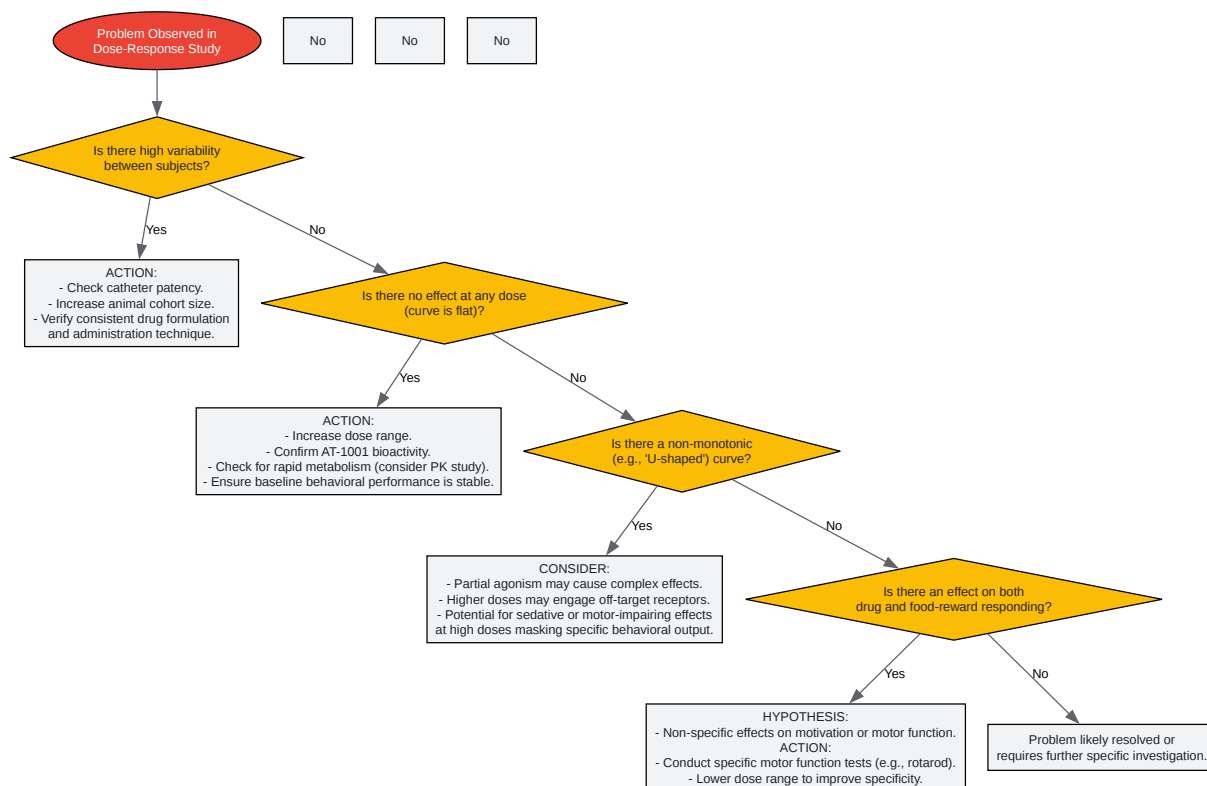 Problem Observed in
Dose-Response Study
No
No
No
Is there high variability
between subjects?
Yes
No
ACTION:
- Check catheter patency.
- Increase animal cohort size.
- Verify consistent drug formulation
and administration technique.
Is there no effect at any dose
(curve is flat)?
Yes
No
ACTION:
- Increase dose range.
- Confirm AT-1001 bioactivity.
- Check for rapid metabolism (consider PK study).
- Ensure baseline behavioral performance is stable.
Is there a non-monotonic
(e.g., 'U-shaped') curve?
Yes
No
CONSIDER:
- Partial agonism may cause complex effects.
- Higher doses may engage off-target receptors.
- Potential for sedative or motor-impairing effects
at high doses masking specific behavioral output.
Is there an effect on both
drug and food-reward responding?
Yes
No
HYPOTHESIS:
- Non-specific effects on motivation or motor function.
ACTION:
- Conduct specific motor function tests (e.g., rotarod).
- Lower dose range to improve specificity.
Problem likely resolved or
requires further specific investigation.